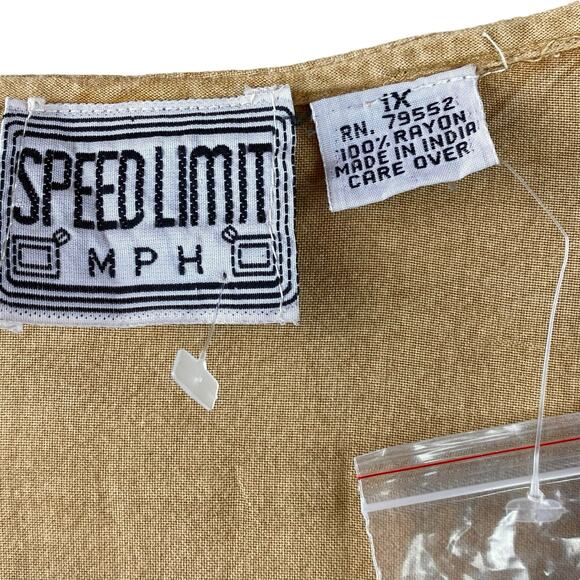 SPEED LIMIT
MPH
1X
RN. 79552
100% RAYON
MADE IN INDIA
CARE OVER